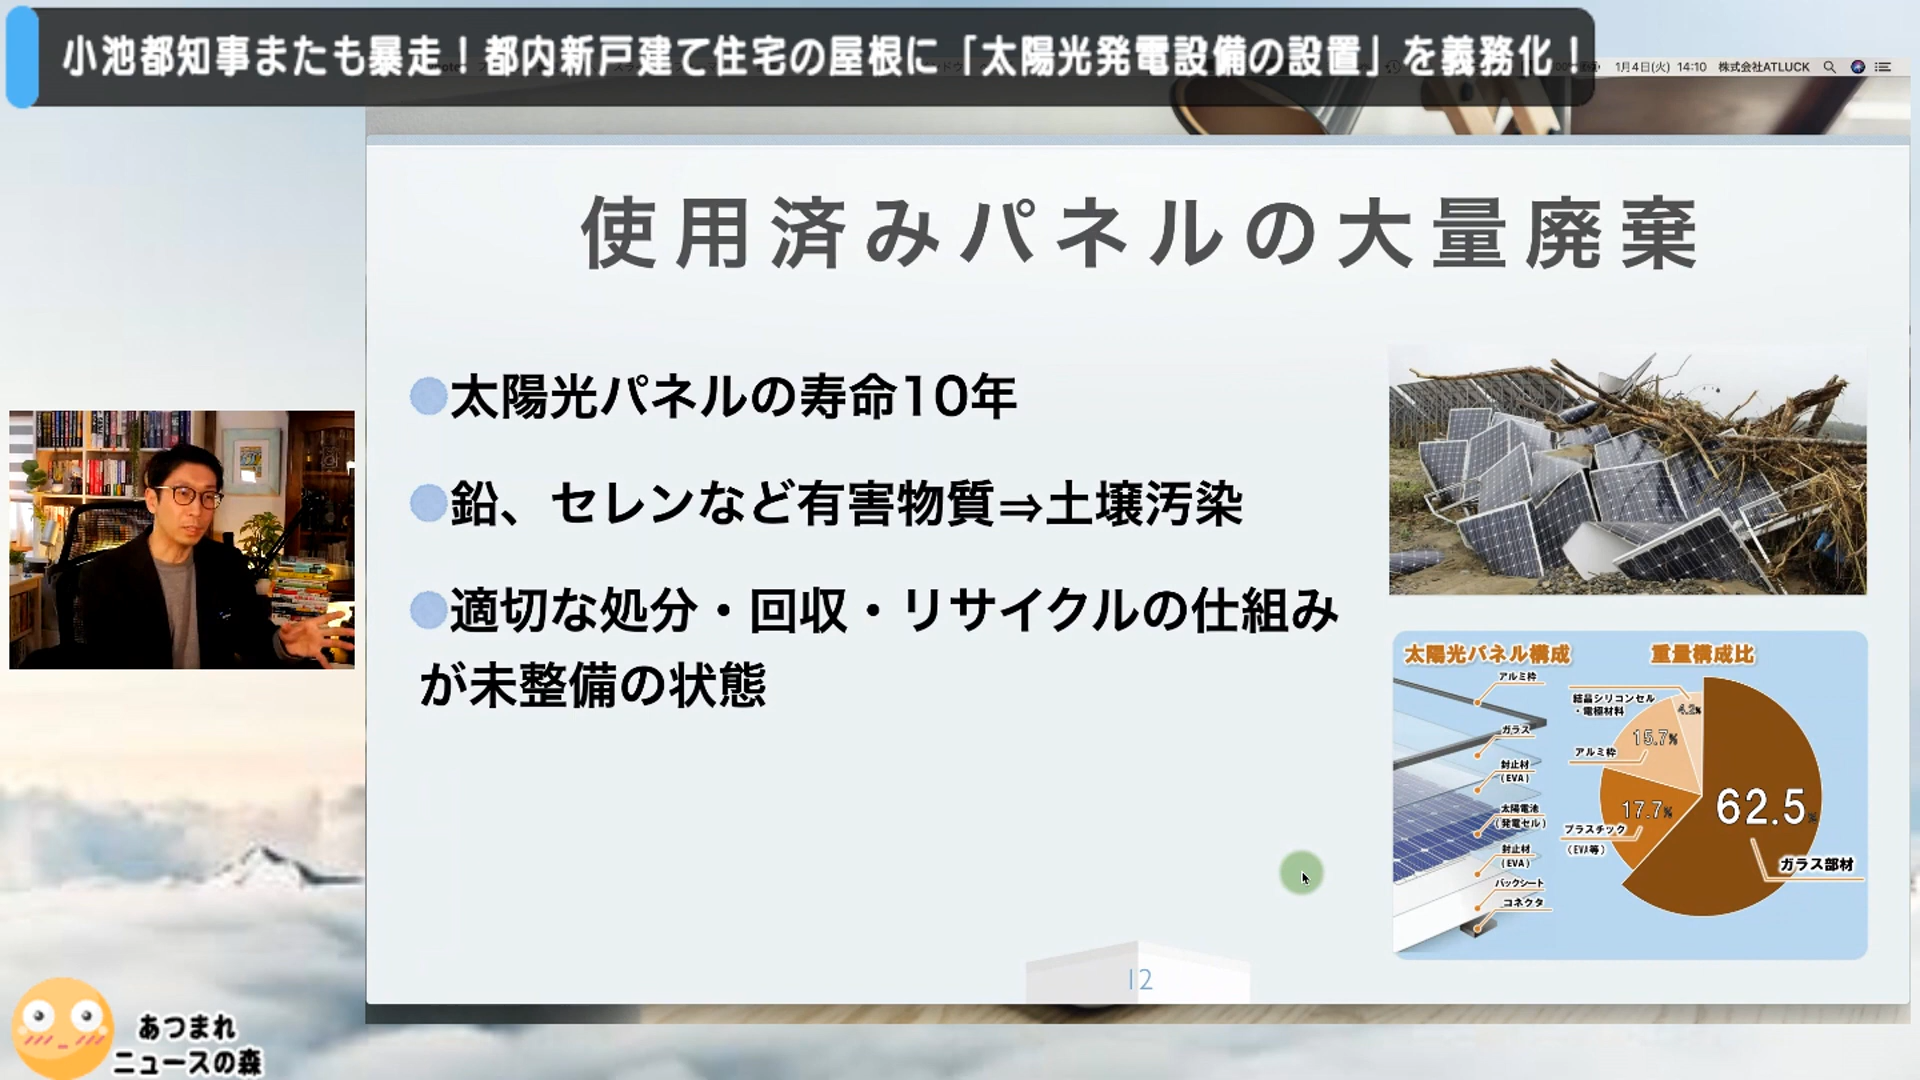 小池都知事またも暴走！都内新戸建て住宅の屋根に「太陽光発電設備の設置」を義務化！
1月4日(火) 14:10 株式会社ATLUCK
使用済みパネルの大量廃棄
太陽光パネルの寿命10年
鉛、セレンなど有害物質⇒土壌汚染
適切な処分・回収・リサイクルの仕組み
が未整備の状態
太陽光パネル構成
アルミ枠
ガラス
封止材
(EVA)
太陽電池
(発電セル)
封止材
(EVA)
バックシート
コネクタ
重量構成比
結晶シリコンセル
・電極材料
4.2%
アルミ枠
15.7%
プラスチック
(EVA等)
17.7%
62.5%
ガラス部材
12
あつまれ
ニュースの森